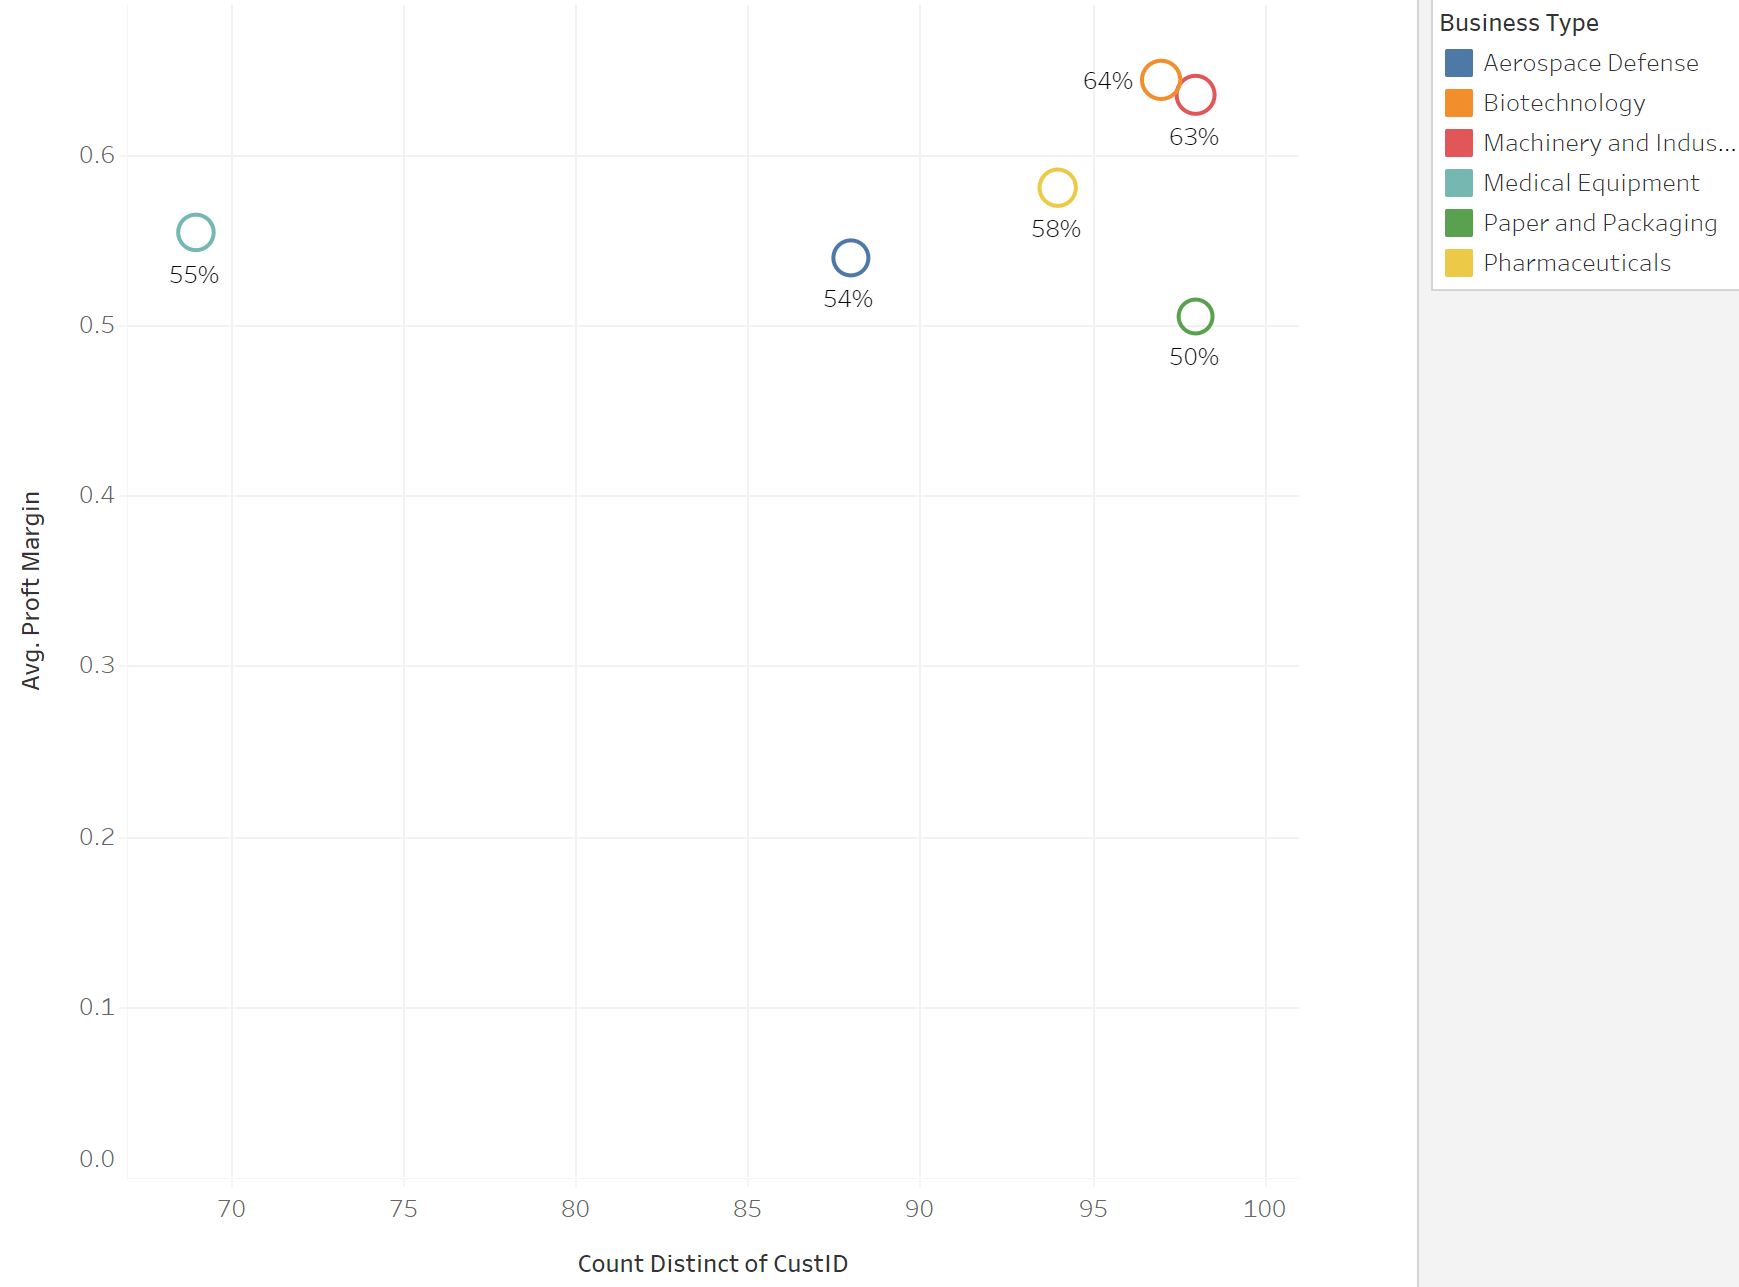 Business Type
Aerospace Defense
Biotechnology
Machinery and Indus...
Medical Equipment
Paper and Packaging
Pharmaceuticals
64%
63%
58%
55%
54%
50%
0.6
0.5
0.4
0.3
0.2
0.1
0.0
Avg. Proft Margin
70 75 80 85 90 95 100
Count Distinct of CustID